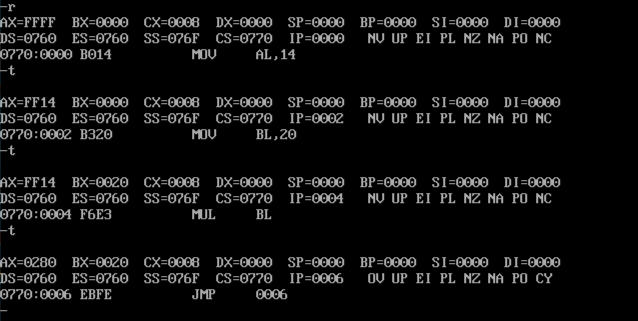 -r
AX=FFFF BX=0000 CX=0008 DX=0000 SP=0000 BP=0000 SI=0000 DI=0000
DS=0760 ES=0760 SS=076F CS=0770 IP=0000 NV UP EI PL NZ NA PO NC
0770:0000 B014 MOV AL,14
-t
AX=FF14 BX=0000 CX=0008 DX=0000 SP=0000 BP=0000 SI=0000 DI=0000
DS=0760 ES=0760 SS=076F CS=0770 IP=0002 NV UP EI PL NZ NA PO NC
0770:0002 B320 MOV BL,20
-t
AX=FF14 BX=0020 CX=0008 DX=0000 SP=0000 BP=0000 SI=0000 DI=0000
DS=0760 ES=0760 SS=076F CS=0770 IP=0004 NV UP EI PL NZ NA PO NC
0770:0004 F6E3 MUL BL
-t
AX=0280 BX=0020 CX=0008 DX=0000 SP=0000 BP=0000 SI=0000 DI=0000
DS=0760 ES=0760 SS=076F CS=0770 IP=0006 OV UP EI PL NZ NA PO CY
0770:0006 EBFE JMP 0006
-